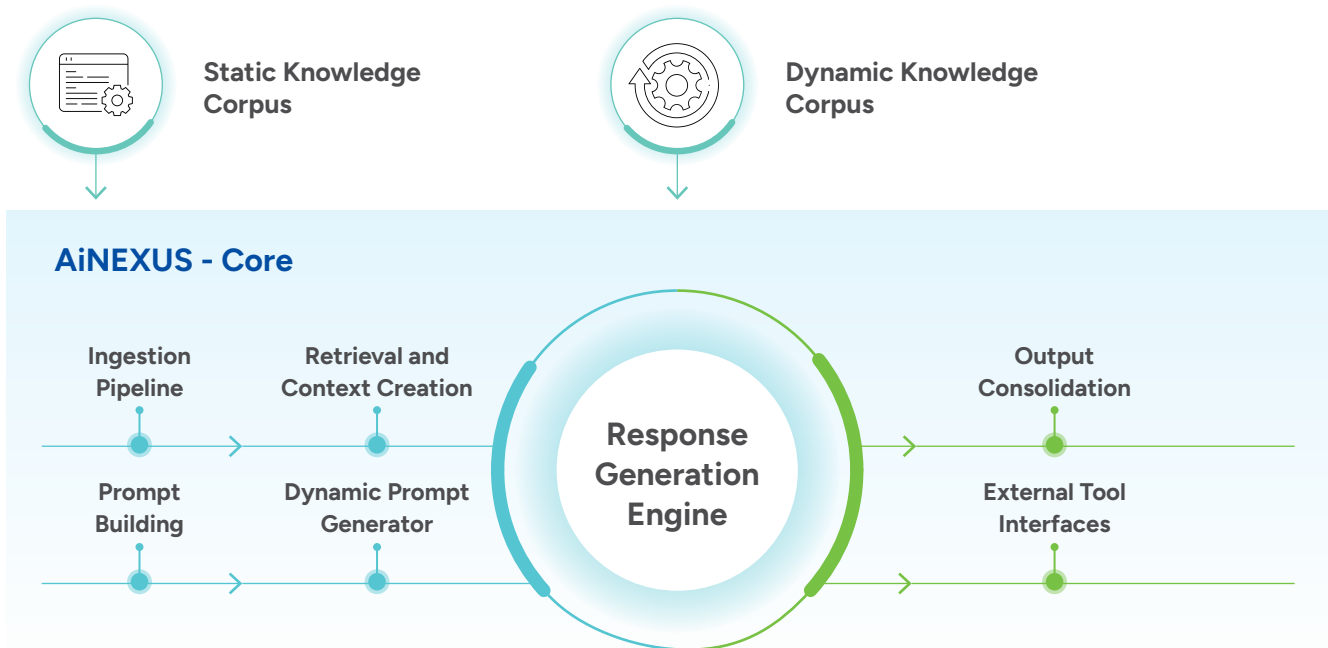 Static Knowledge
Corpus
Dynamic Knowledge
Corpus
AiNEXUS - Core
Ingestion
Pipeline
Retrieval and
Context Creation
Prompt
Building
Dynamic Prompt
Generator
Response
Generation
Engine
Output
Consolidation
External Tool
Interfaces